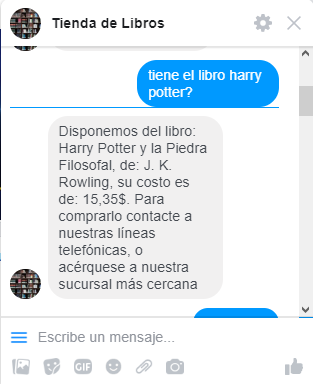 Tienda de Libros
tiene el libro harry
potter?
Disponemos del libro:
Harry Potter y la Piedra
Filosofal, de: J. K.
Rowling, su costo es
de: 15,35$. Para
comprarlo contacte a
nuestras líneas
telefónicas, o
acérquese a nuestra
sucursal más cercana
Escribe un mensaje...
GIF